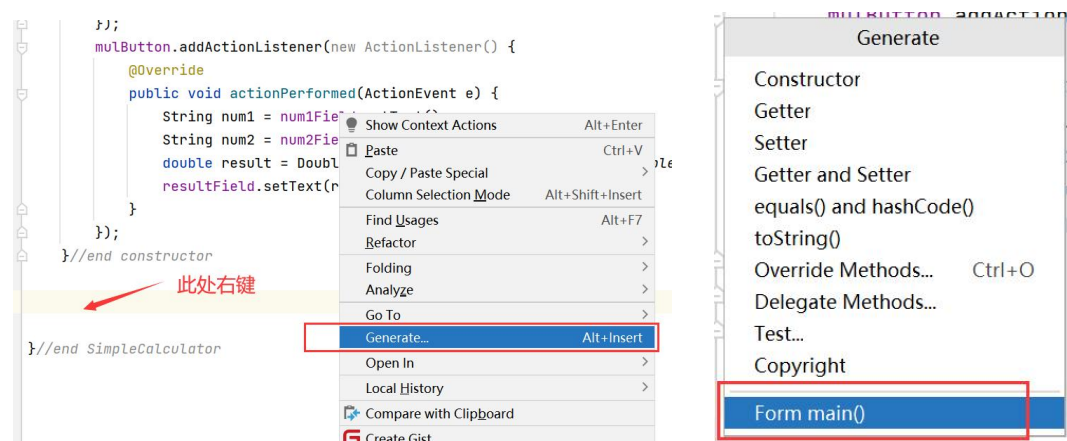 });
mulButton.addActionListener(new ActionListener() {
@Override
public void actionPerformed(ActionEvent e) {
String num1 = num1Fie
String num2 = num2Fie
double result = Doubl
resultField.setText(r
}
});
}//end constructor
此处右键
}//end SimpleCalculator
Show Context Actions Alt+Enter
Paste Ctrl+V
Copy / Paste Special
Column Selection Mode Alt+Shift+Insert
Find Usages Alt+F7
Refactor
Folding
Analyze
Go To
Generate... Alt+Insert
Open In
Local History
Compare with Clipboard
Create Gist
Generate
Constructor
Getter
Setter
Getter and Setter
equals() and hashCode()
toString()
Override Methods... Ctrl+O
Delegate Methods...
Test...
Copyright
Form main()